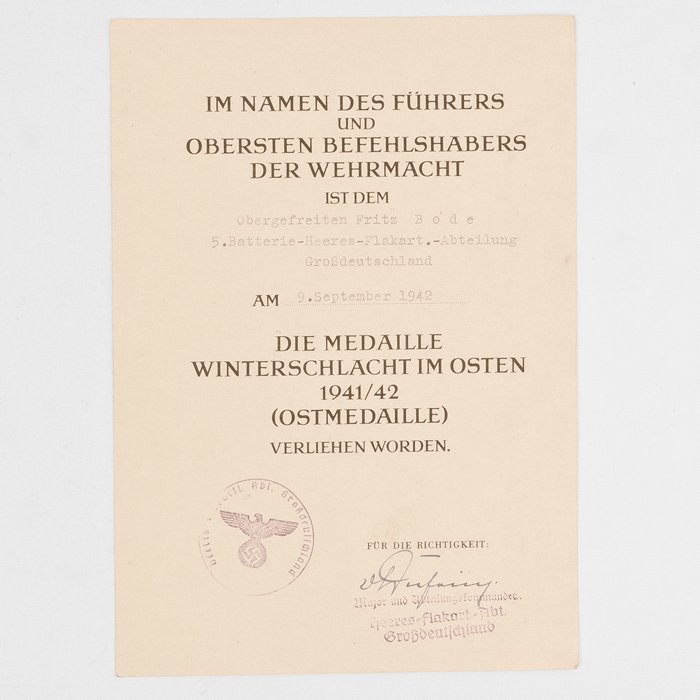 IM NAMEN DES FÜHRERS
UND
OBERSTEN BEFEHLSHABERS
DER WEHRMACHT
IST DEM
Obergefreiten Fritz B o d e
5.Batterie-Heeres-Flakart.-Abteilung
Großdeutschland
AM 9.September 1942
DIE MEDAILLE
WINTERSCHLACHT IM OSTEN
1941/42
(OSTMEDAILLE)
VERLIEHEN WORDEN.
Abt. Großdeutschland
FÜR DIE RICHTIGKEIT:
Major und Abteilungskommandeur.
Heeres-Flakart.-Abt.
Großdeutschland